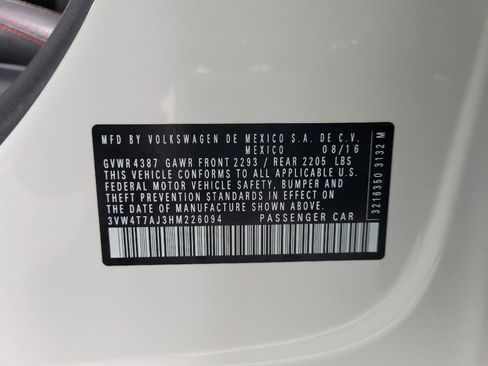 MFD BY VOLKSWAGEN DE MEXICO S.A. DE C.V.
MEXICO 08/16
GVWR 4387 GAWR FRONT 2293 / REAR 2205 LBS
THIS VEHICLE CONFORMS TO ALL APPLICABLE U.S.
FEDERAL MOTOR VEHICLE SAFETY, BUMPER AND
THEFT PREVENTION STANDARDS IN EFFECT ON
THE DATE OF MANUFACTURE SHOWN ABOVE.
3VW4T7AJ3HM226094 PASSENGER CAR
3216350 3132 M